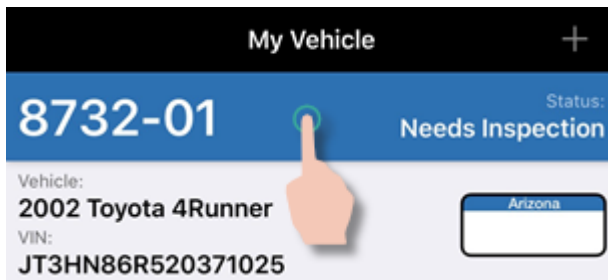 My Vehicle
8732-01
Status:
Needs Inspection
Vehicle:
2002 Toyota 4Runner
Arizona
VIN:
JT3HN86R520371025